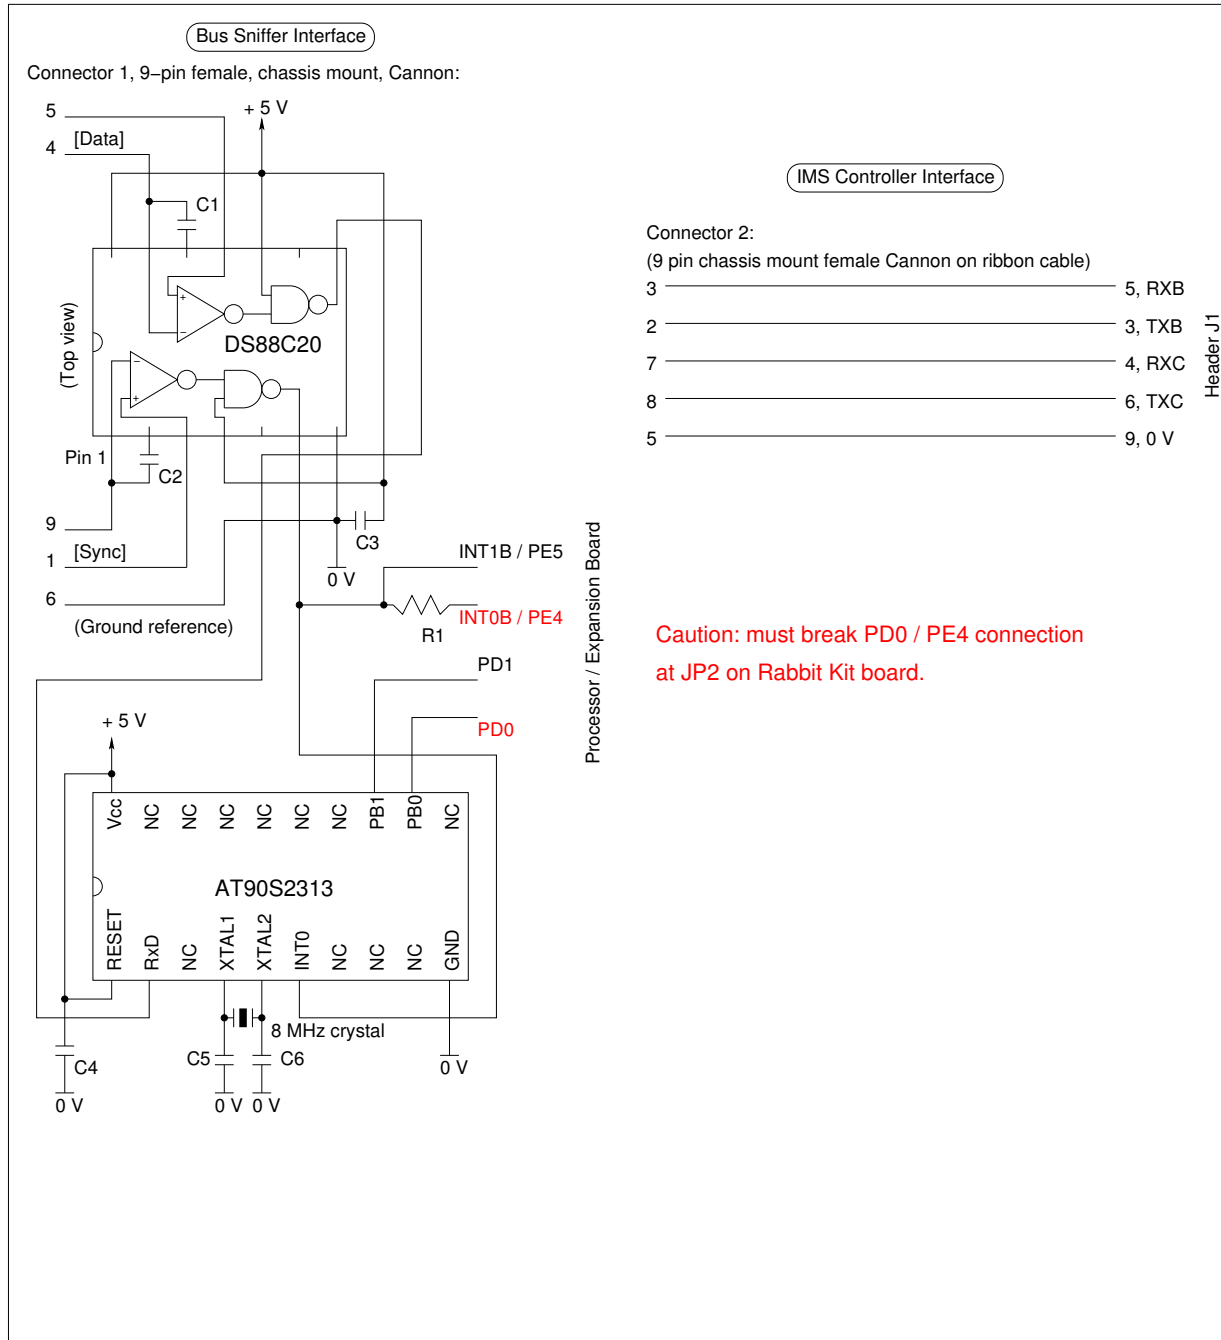 Bus Sniffer Interface
Connector 1, 9−pin female, chassis mount, Cannon:
5
+ 5 V
4
[Data]
C1
(Top view)
DS88C20
+
−
−
+
Pin 1
C2
9
1
[Sync]
6
(Ground reference)
C3
0 V
INT1B / PE5
INT0B / PE4
R1
PD1
PD0
Processor / Expansion Board
+ 5 V
Vcc
NC
NC
NC
NC
NC
NC
PB1
PB0
NC
AT90S2313
RESET
RxD
NC
XTAL1
XTAL2
INT0
NC
NC
NC
GND
8 MHz crystal
C4
C5
C6
0 V
0 V
0 V
0 V
IMS Controller Interface
Connector 2:
(9 pin chassis mount female Cannon on ribbon cable)
3
5, RXB
2
3, TXB
7
4, RXC
8
6, TXC
5
9, 0 V
Header J1
Caution: must break PD0 / PE4 connection
at JP2 on Rabbit Kit board.